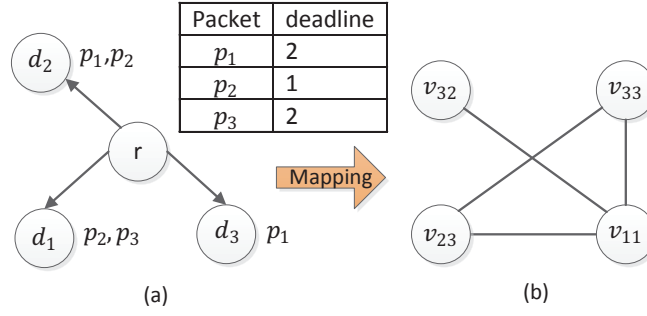 Packet deadline
p₁ 2
p₂ 1
p₃ 2
d₂ p₁,p₂
r
d₁ p₂,p₃
d₃ p₁
(a)
Mapping
v₃₂ v₃₃
v₂₃ v₁₁
(b)